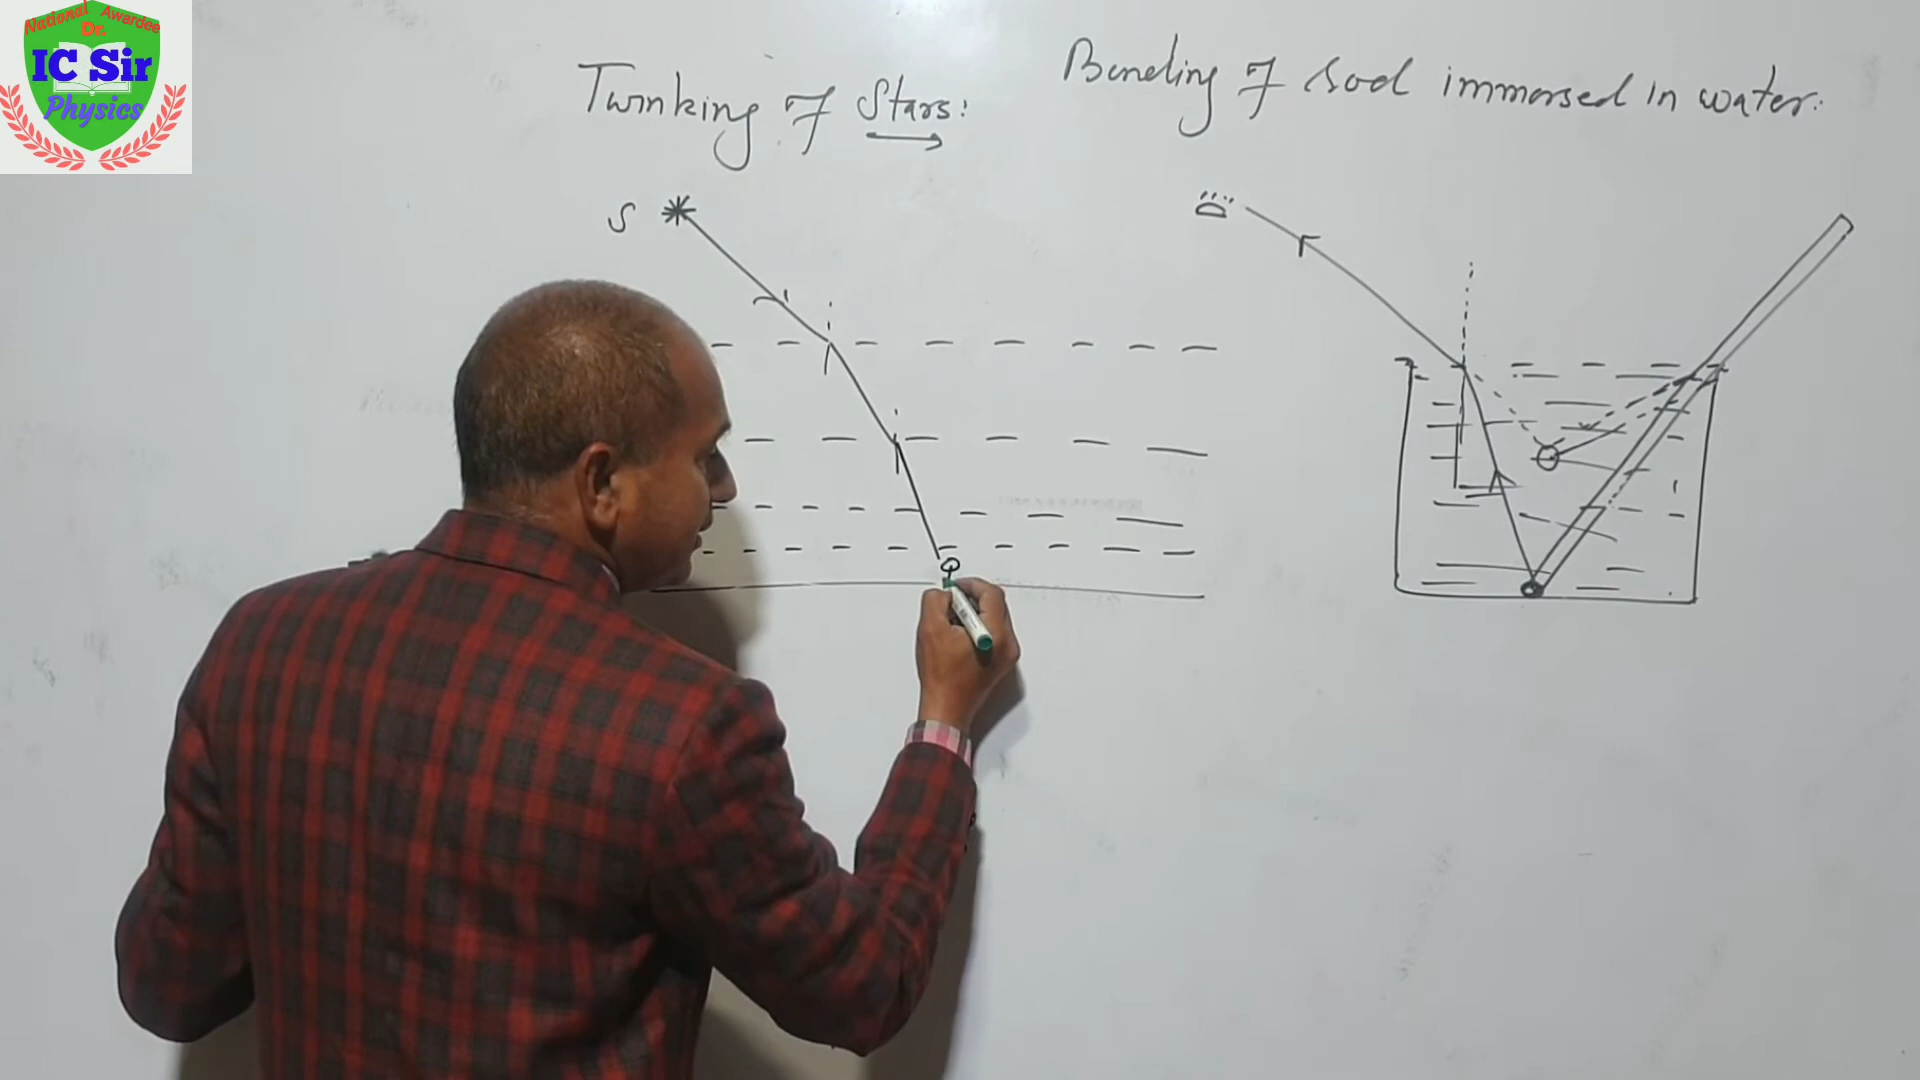 National Awardee
Dr.
IC Sir
Physics
Twinking of Stars:
Bending of rod immersed in water:
S